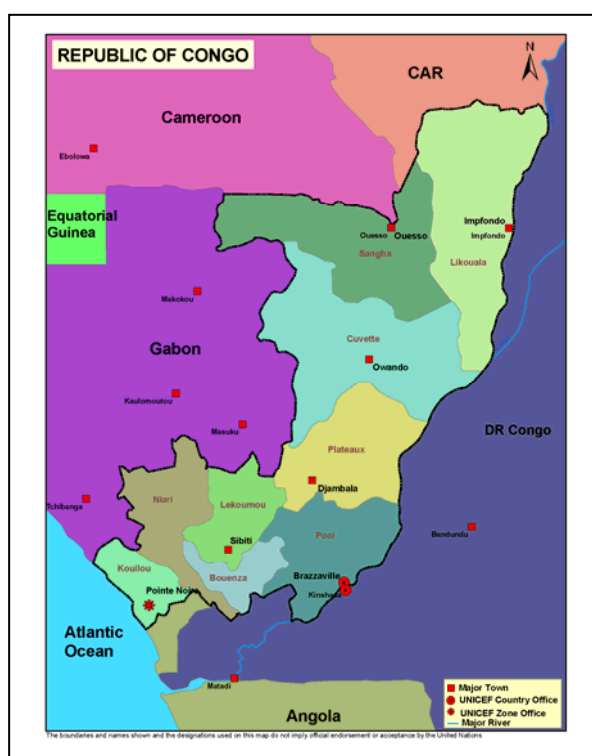 REPUBLIC OF CONGO
N
CAR
Cameroon
Ebolowa
Equatorial
Guinea
Impfondo
Impfondo
Ouesso Ouesso
Sangha
Likouala
Makokou
Gabon
Cuvette
Owando
Kaulomoutou
Masuku
DR Congo
Plateaux
Djambala
Niari
Lekoumou
Tchibanga
Bandundu
Pool
Sibiti
Kouilou
Bouenza
Brazzaville
Pointe Noire
Kinshasa
Atlantic
Ocean
Matadi
Angola
Major Town
UNICEF Country Office
UNICEF Zone Office
Major River
The boundaries and names shown and the designations used on this map do not imply official endorsement or acceptance by the United Nations